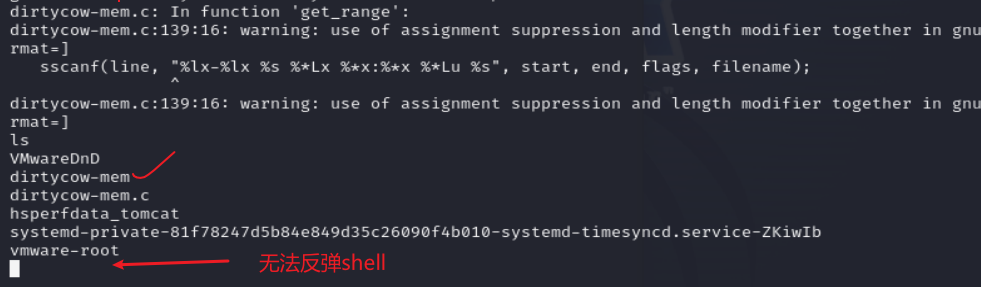 dirtycow-mem.c: In function 'get_range':
dirtycow-mem.c:139:16: warning: use of assignment suppression and length modifier together in gnu
rmat=]
sscanf(line, "%lx-%lx %s %*Lx %*x:%*x %*Lu %s", start, end, flags, filename);
^
dirtycow-mem.c:139:16: warning: use of assignment suppression and length modifier together in gnu
rmat=]
ls
VMwareDnD
dirtycow-mem
dirtycow-mem.c
hsperfdata_tomcat
systemd-private-81f78247d5b84e849d35c26090f4b010-systemd-timesyncd.service-ZKiwIb
vmware-root
无法反弹shell